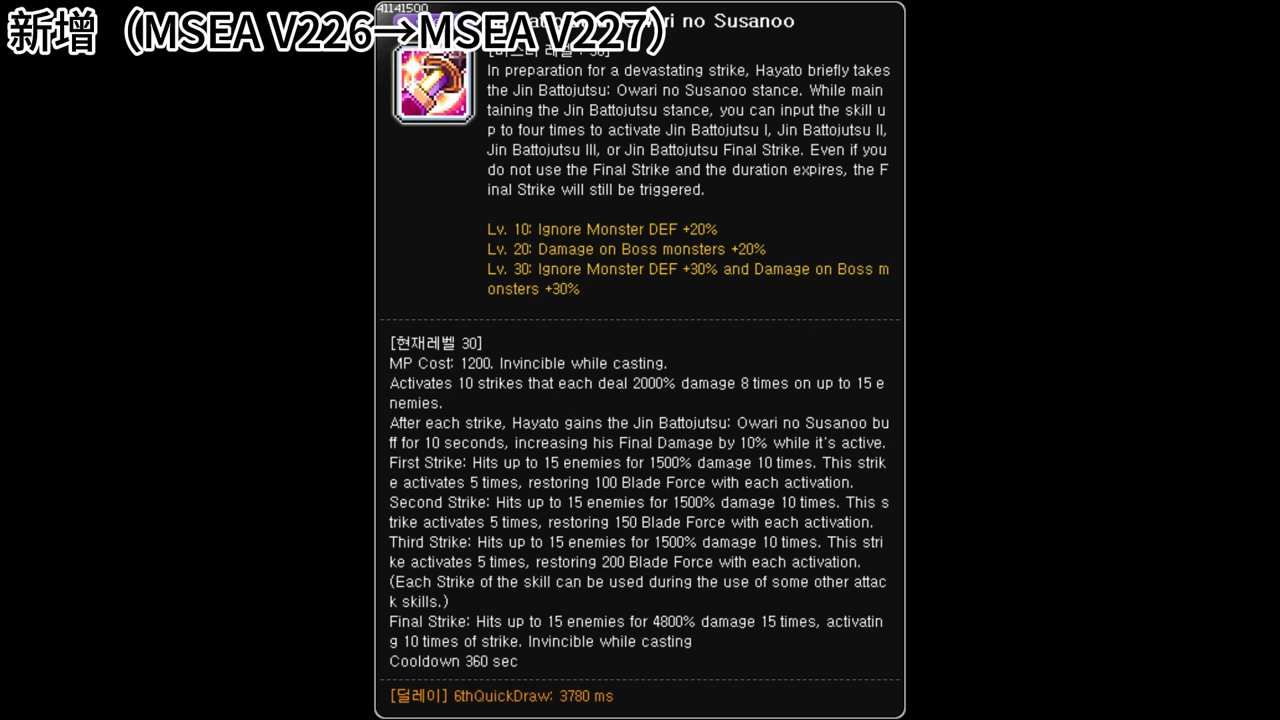 41141500
新增（MSEA V226→MSEA V227）
no Susanoo
In preparation for a devastating strike, Hayato briefly takes
the Jin Battojutsu: Owari no Susanoo stance. While main
taining the Jin Battojutsu stance, you can input the skill u
p to four times to activate Jin Battojutsu I, Jin Battojutsu II,
Jin Battojutsu III, or Jin Battojutsu Final Strike. Even if you
do not use the Final Strike and the duration expires, the F
inal Strike will still be triggered.
Lv. 10: Ignore Monster DEF +20%
Lv. 20: Damage on Boss monsters +20%
Lv. 30: Ignore Monster DEF +30% and Damage on Boss m
onsters +30%
[현재레벨 30]
MP Cost: 1200. Invincible while casting.
Activates 10 strikes that each deal 2000% damage 8 times on up to 15 e
nemies.
After each strike, Hayato gains the Jin Battojutsu: Owari no Susanoo bu
ff for 10 seconds, increasing his Final Damage by 10% while it's active.
First Strike: Hits up to 15 enemies for 1500% damage 10 times. This strik
e activates 5 times, restoring 100 Blade Force with each activation.
Second Strike: Hits up to 15 enemies for 1500% damage 10 times. This s
trike activates 5 times, restoring 150 Blade Force with each activation.
Third Strike: Hits up to 15 enemies for 1500% damage 10 times. This stri
ke activates 5 times, restoring 200 Blade Force with each activation.
(Each Strike of the skill can be used during the use of some other attac
k skills.)
Final Strike: Hits up to 15 enemies for 4800% damage 15 times, activatin
g 10 times of strike. Invincible while casting
Cooldown 360 sec
[딜레이] 6thQuickDraw: 3780 ms